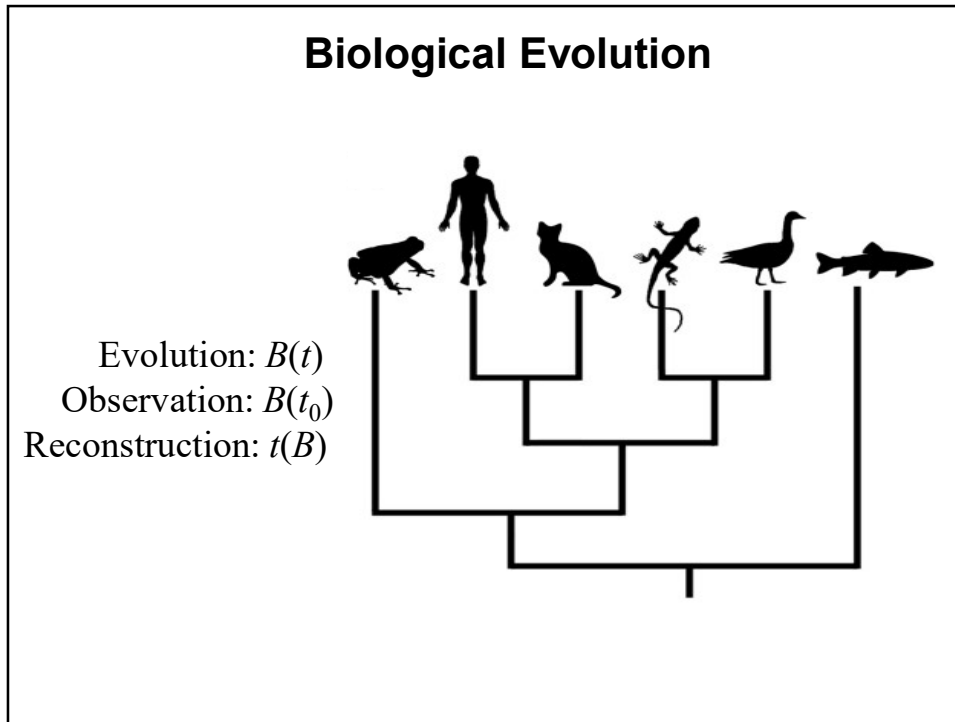 Biological Evolution
Evolution: B(t)
Observation: B(t₀)
Reconstruction: t(B)